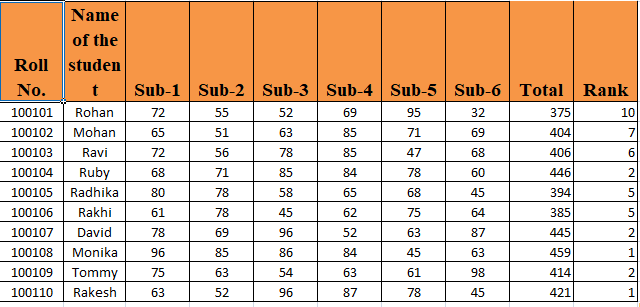 Roll No. Name of the studen t Sub-1 Sub-2 Sub-3 Sub-4 Sub-5 Sub-6 Total Rank
100101 Rohan 72 55 52 69 95 32 375 10
100102 Mohan 65 51 63 85 71 69 404 7
100103 Ravi 72 56 78 85 47 68 406 6
100104 Ruby 68 71 85 84 78 60 446 2
100105 Radhika 80 78 58 65 68 45 394 5
100106 Rakhi 61 78 45 62 75 64 385 5
100107 David 78 69 96 52 63 87 445 2
100108 Monika 96 85 86 84 45 63 459 1
100109 Tommy 75 63 54 63 61 98 414 2
100110 Rakesh 63 52 96 87 78 45 421 1